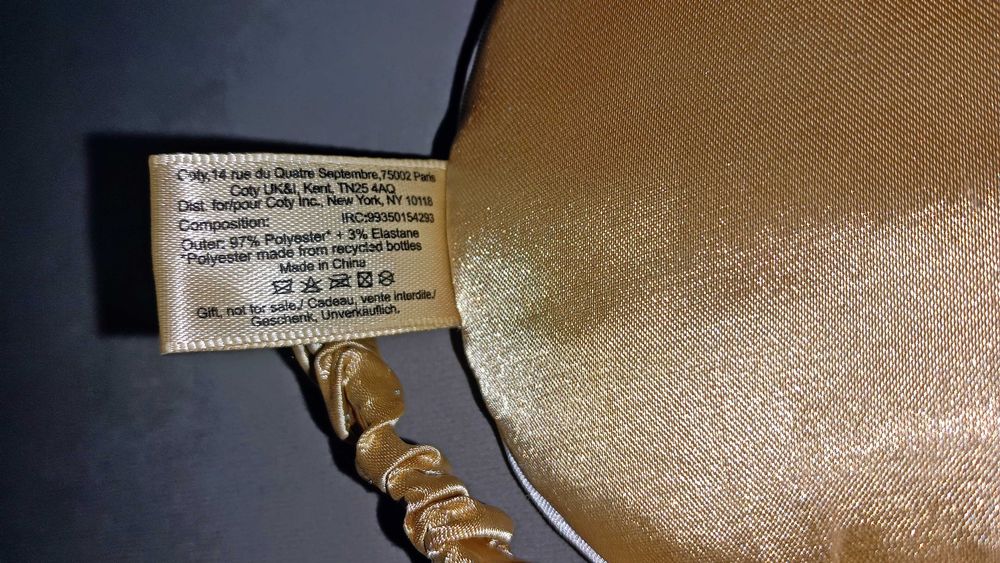 Coty,14 rue du Quatre Septembre,75002 Paris
Coty UK&I, Kent, TN25 4AQ
Dist. for/pour Coty Inc., New York, NY 10118
Composition: IRC:99350154293
Outer: 97% Polyester* + 3% Elastane
*Polyester made from recycled bottles
Made in China
Gift, not for sale./ Cadeau, vente interdite./
Geschenk, Unverkäuflich.